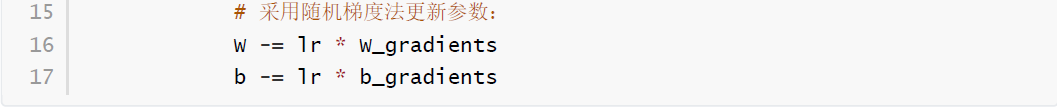 15 # 采用随机梯度法更新参数：
16 w -= lr * w_gradients
17 b -= lr * b_gradients